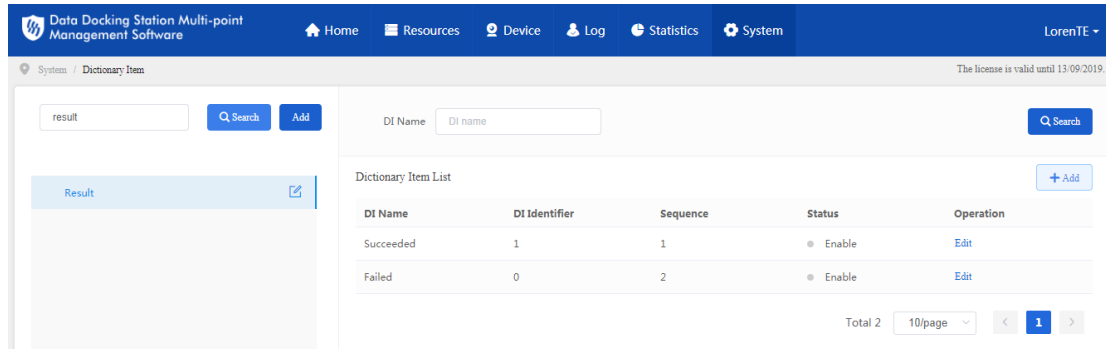 Data Docking Station Multi-point
Management Software
Home Resources Device Log Statistics System LorenTE
System / Dictionary Item The license is valid until 13/09/2019.
result Search Add DI Name DI name Search
Dictionary Item List + Add
Result
DI Name DI Identifier Sequence Status Operation
Succeeded 1 1 Enable Edit
Failed 0 2 Enable Edit
Total 2 10/page < 1 >